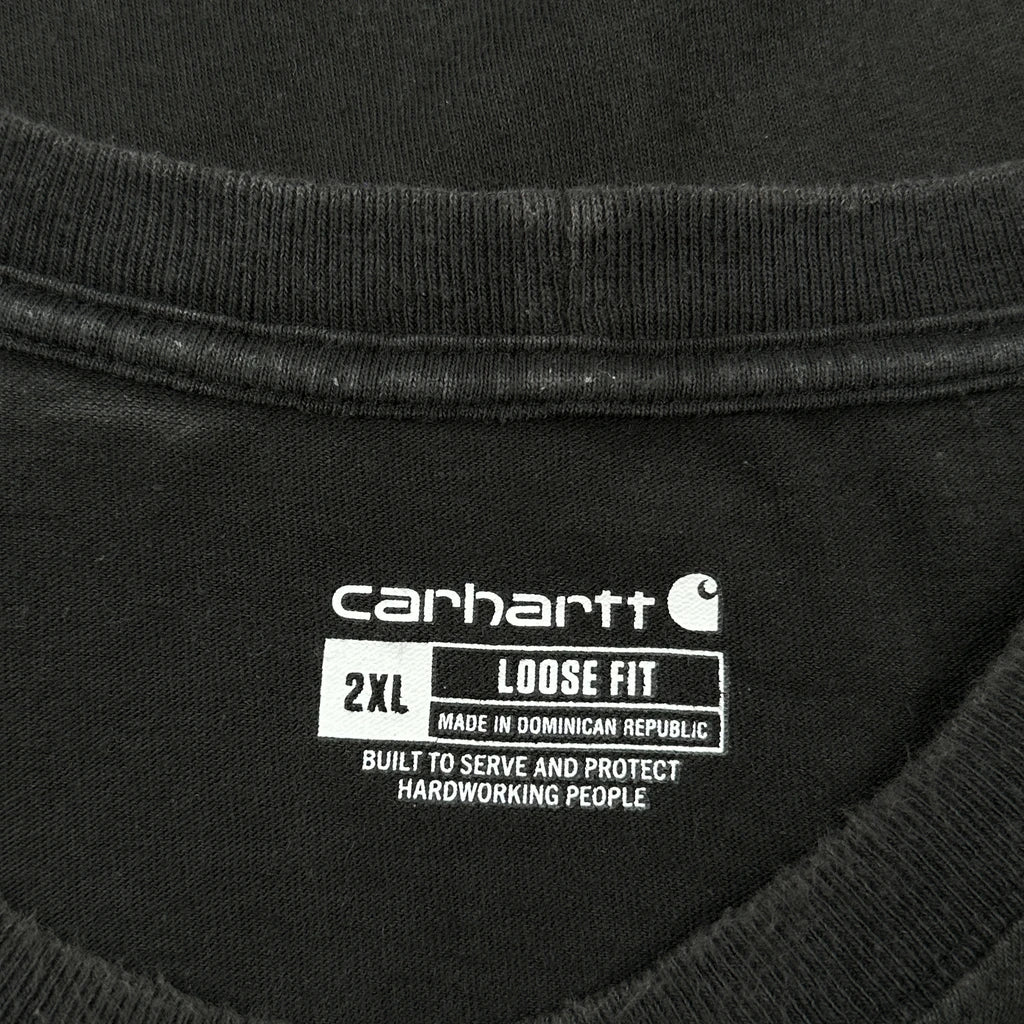 carhartt
2XL
LOOSE FIT
MADE IN DOMINICAN REPUBLIC
BUILT TO SERVE AND PROTECT
HARDWORKING PEOPLE